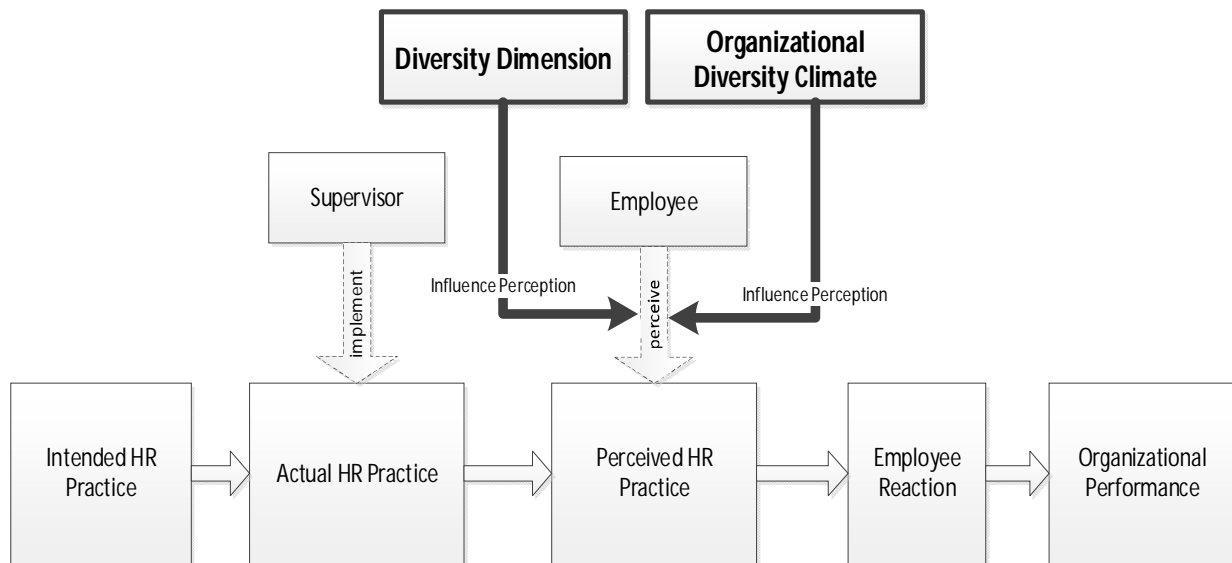 Diversity Dimension
Organizational
Diversity Climate
Supervisor
Employee
implement
Influence Perception
perceive
Influence Perception
Intended HR
Practice
Actual HR Practice
Perceived HR
Practice
Employee
Reaction
Organizational
Performance